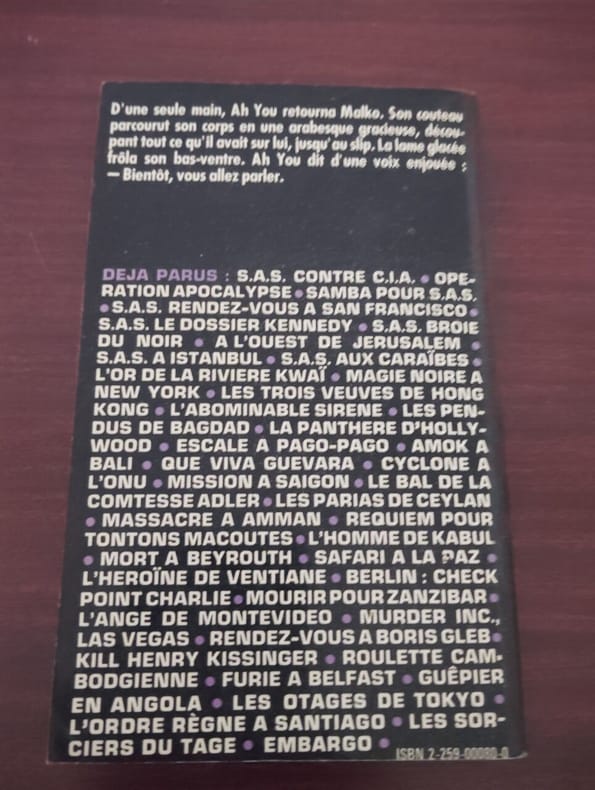 D'une seule main, Ah You retourna Malko. Son couteau
parcourut son corps en une arabesque gracieuse, décou-
pant tout ce qu'il avait sur lui, jusqu'au slip. La lame glacée
frôla son bas-ventre. Ah You dit d'une voix enjouée :
— Bientôt, vous allez parler.
DEJA PARUS : S.A.S. CONTRE C.I.A. • OPE-
RATION APOCALYPSE • SAMBA POUR S.A.S.
• S.A.S. RENDEZ-VOUS A SAN FRANCISCO •
S.A.S. LE DOSSIER KENNEDY • S.A.S. BROIE
DU NOIR • A L'OUEST DE JERUSALEM •
S.A.S. A ISTANBUL • S.A.S. AUX CARAÏBES •
L'OR DE LA RIVIERE KWAÏ • MAGIE NOIRE A
NEW YORK • LES TROIS VEUVES DE HONG
KONG • L'ABOMINABLE SIRENE • LES PEN-
DUS DE BAGDAD • LA PANTHERE D'HOLLY-
WOOD • ESCALE A PAGO-PAGO • AMOK A
BALI • QUE VIVA GUEVARA • CYCLONE A
L'ONU • MISSION A SAIGON • LE BAL DE LA
COMTESSE ADLER • LES PARIAS DE CEYLAN
• MASSACRE A AMMAN • REQUIEM POUR
TONTONS MACOUTES • L'HOMME DE KABUL
• MORT A BEYROUTH • SAFARI A LA PAZ •
L'HEROÏNE DE VENTIANE • BERLIN : CHECK
POINT CHARLIE • MOURIR POUR ZANZIBAR •
L'ANGE DE MONTEVIDEO • MURDER INC.,
LAS VEGAS • RENDEZ-VOUS A BORIS GLEB •
KILL HENRY KISSINGER • ROULETTE CAM-
BODGIENNE • FURIE A BELFAST • GUÊPIER
EN ANGOLA • LES OTAGES DE TOKYO •
L'ORDRE RÈGNE A SANTIAGO • LES SOR-
CIERS DU TAGE • EMBARGO •
ISBN 2-259-00080-0